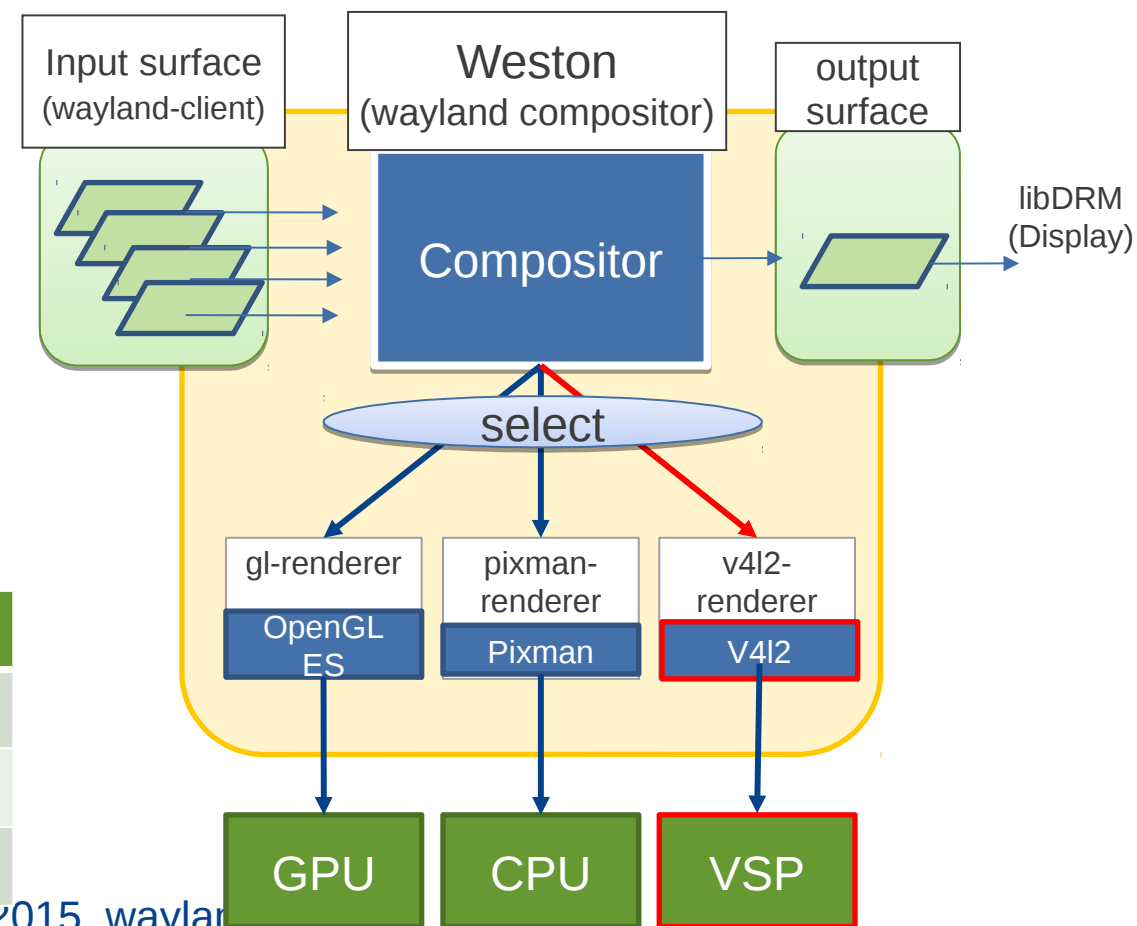 Input surface
(wayland-client)
Weston
(wayland compositor)
output
surface
libDRM
(Display)
Compositor
select
gl-renderer
OpenGL
ES
pixman-
renderer
Pixman
v4l2-
renderer
V4l2
GPU
CPU
VSP
2015